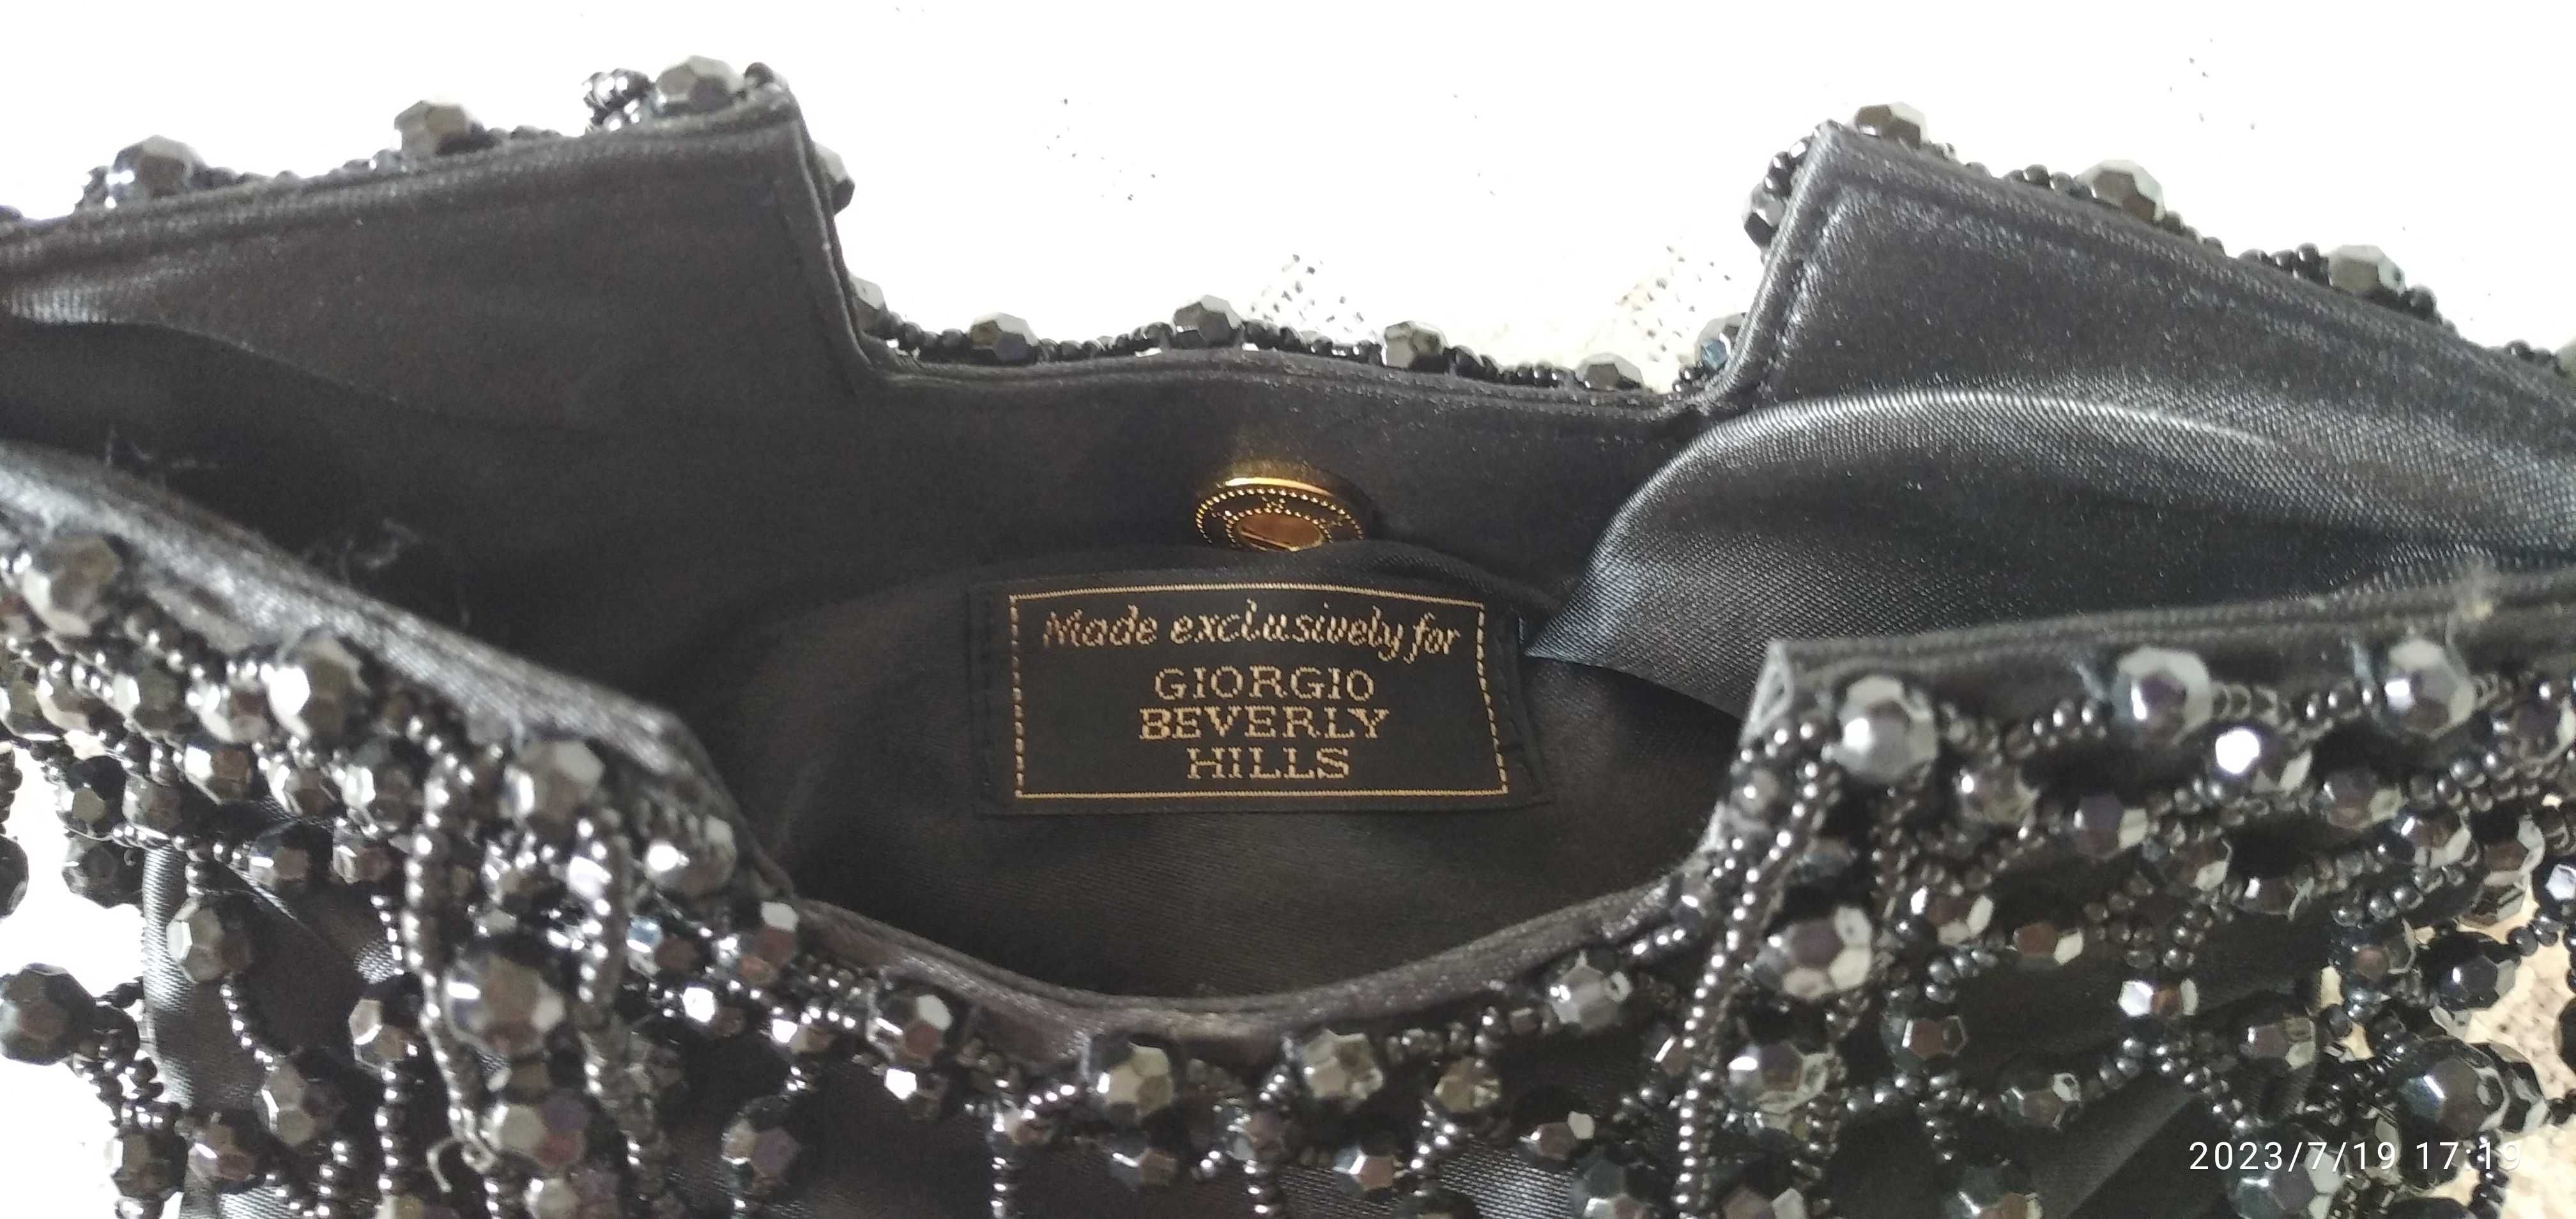 Made exclusively for
GIORGIO
BEVERLY
HILLS
2023/7/19 17:19